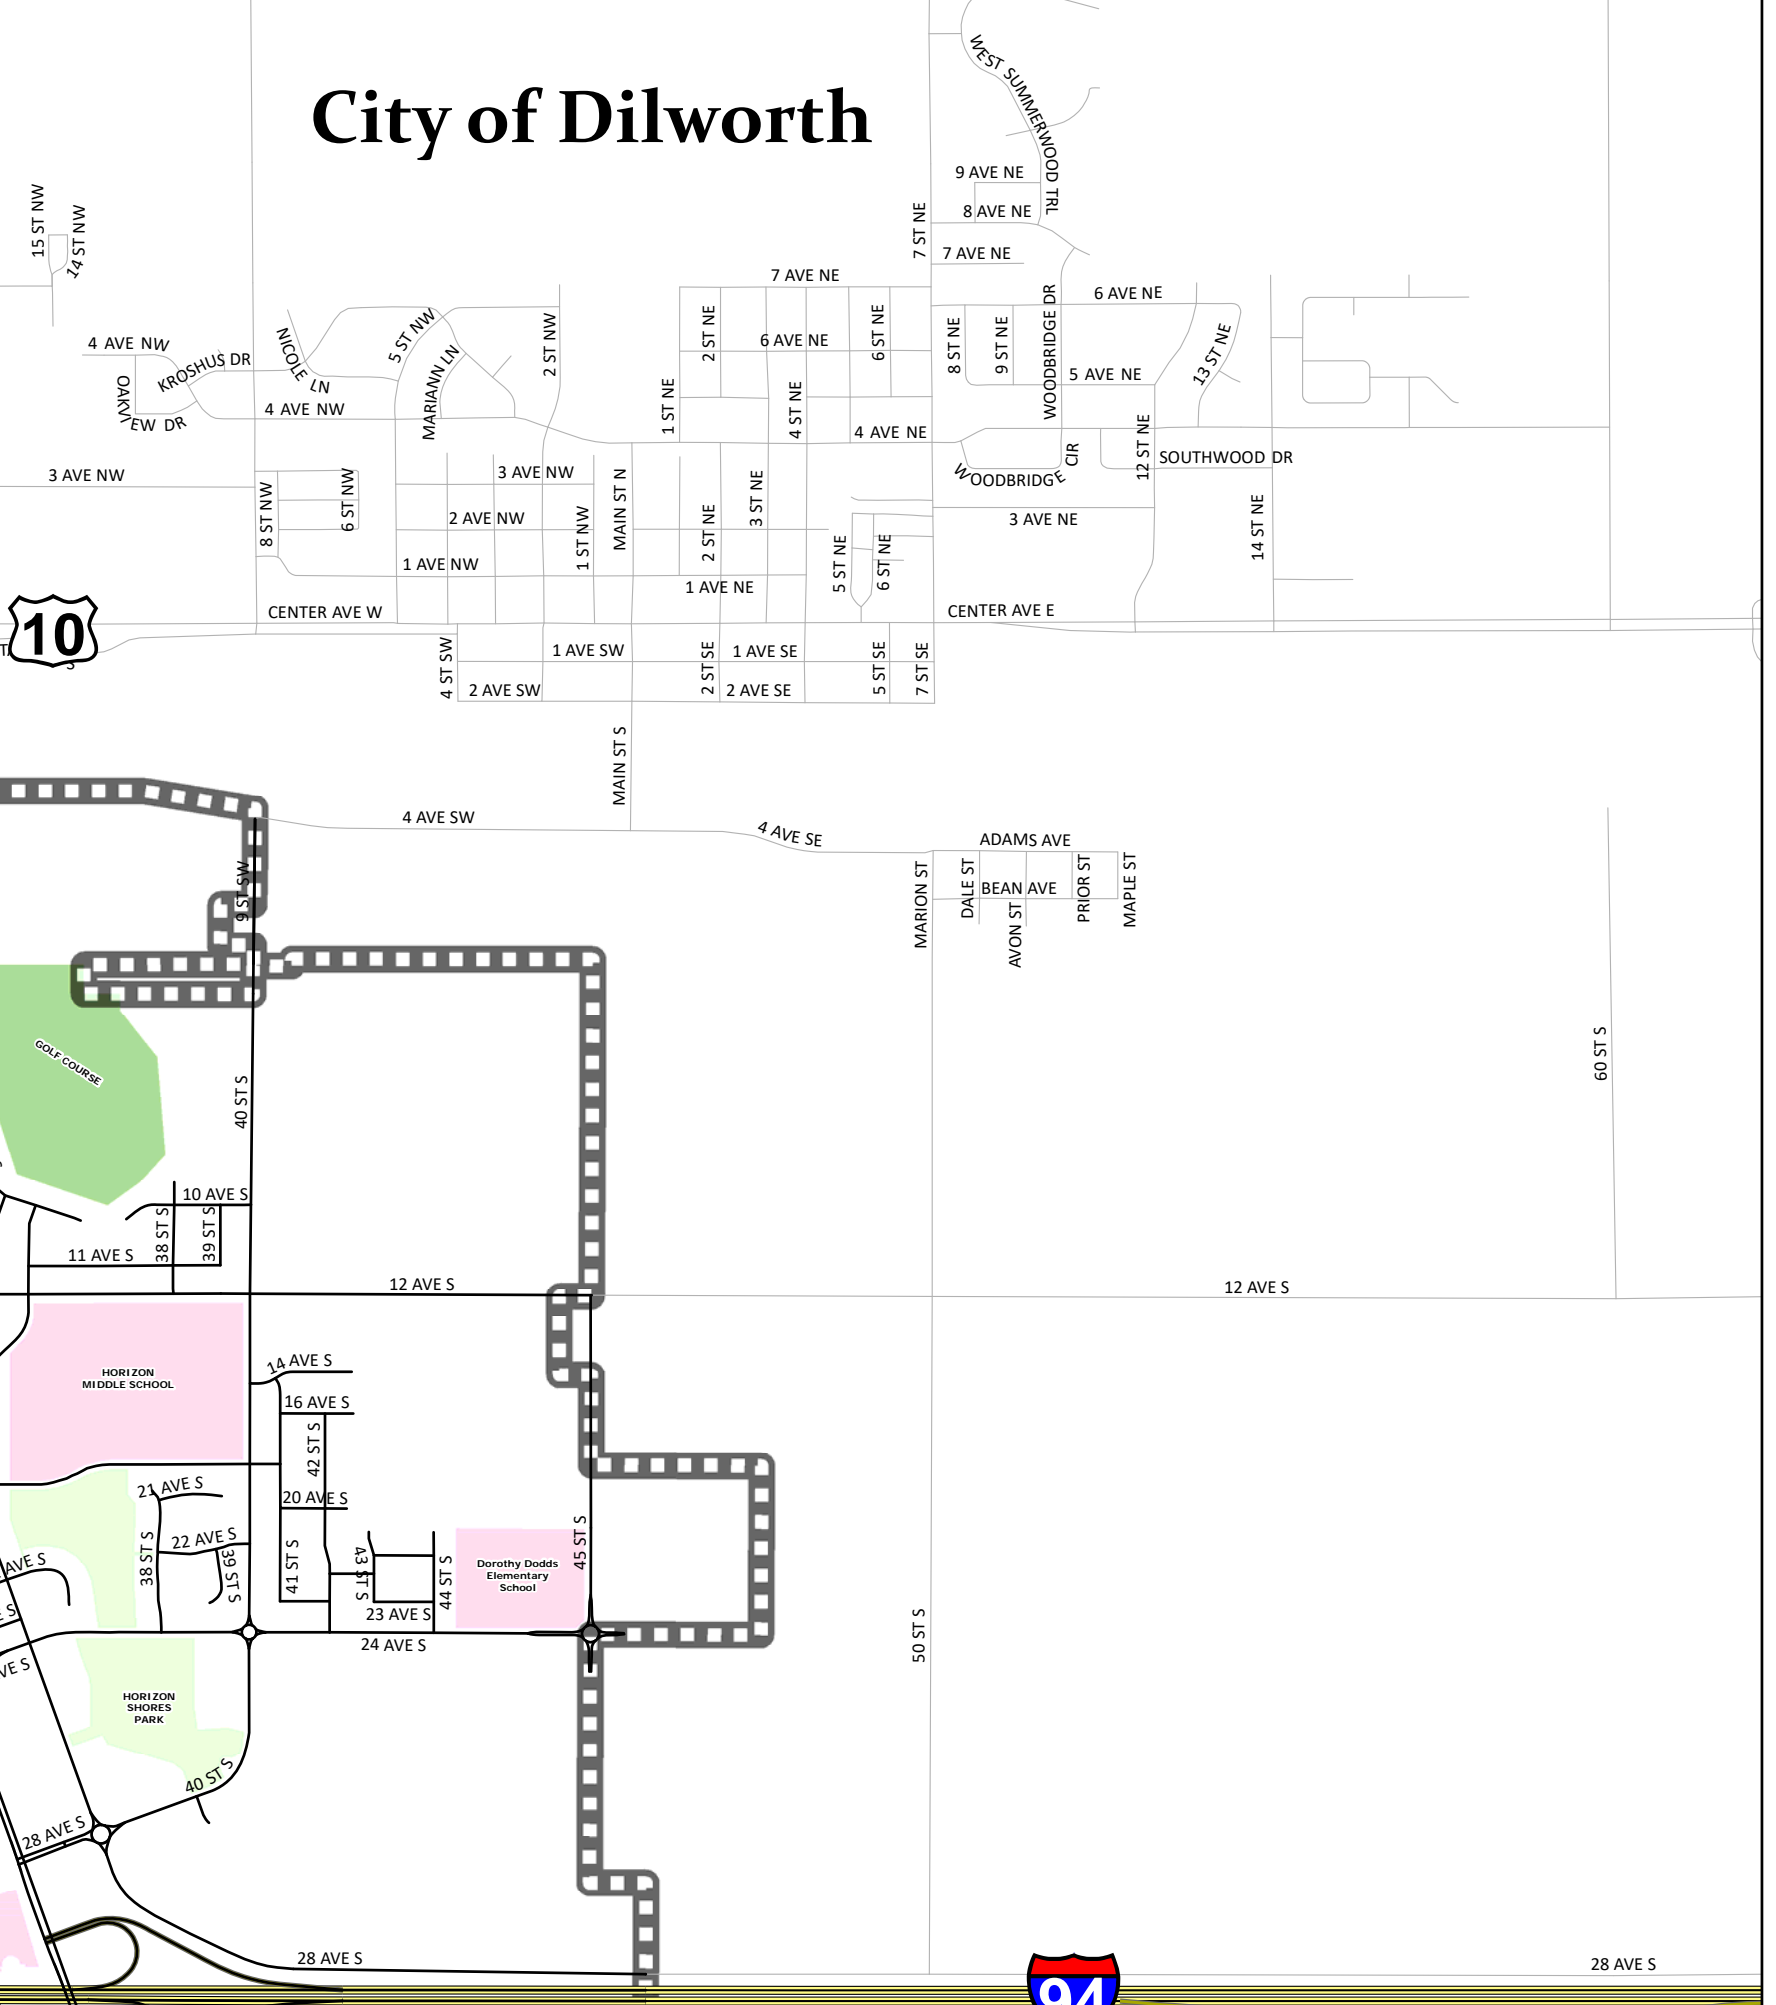 City of Dilworth
WEST SUMMERWOOD TRL
9 AVE NE
8 AVE NE
7 ST NE
7 AVE NE
15 ST NW
14 ST NW
7 AVE NE
6 AVE NE
4 AVE NW
KROSHUS DR
NICOLE LN
5 ST NW
MARIANN LN
2 ST NW
2 ST NE
6 AVE NE
6 ST NE
8 ST NE
9 ST NE
WOODBRIDGE DR
5 AVE NE
13 ST NE
OAKVIEW DR
4 AVE NW
1 ST NE
4 ST NE
4 AVE NE
12 ST NE
SOUTHWOOD DR
WOODBRIDGE CIR
3 AVE NW
8 ST NW
6 ST NW
3 AVE NW
2 AVE NW
1 ST NW
MAIN ST N
2 ST NE
3 ST NE
3 AVE NE
14 ST NE
1 AVE NW
1 AVE NE
5 ST NE
6 ST NE
10
CENTER AVE W
CENTER AVE E
S
4 ST SW
1 AVE SW
2 ST SE
1 AVE SE
5 ST SE
7 ST SE
2 AVE SW
2 AVE SE
MAIN ST S
4 AVE SW
4 AVE SE
ADAMS AVE
9 ST SW
MARION ST
DALE ST
BEAN AVE
AVON ST
PRIOR ST
MAPLE ST
GOLF COURSE
40 ST S
60 ST S
10 AVE S
38 ST S
39 ST S
11 AVE S
12 AVE S
12 AVE S
HORIZON
MIDDLE SCHOOL
14 AVE S
16 AVE S
42 ST S
21 AVE S
20 AVE S
22 AVE S
38 ST S
39 ST S
41 ST S
43 ST S
44 ST S
Dorothy Dodds
Elementary
School
45 ST S
AVE S
23 AVE S
24 AVE S
50 ST S
HORIZON
SHORES
PARK
40 ST S
28 AVE S
28 AVE S
28 AVE S
94